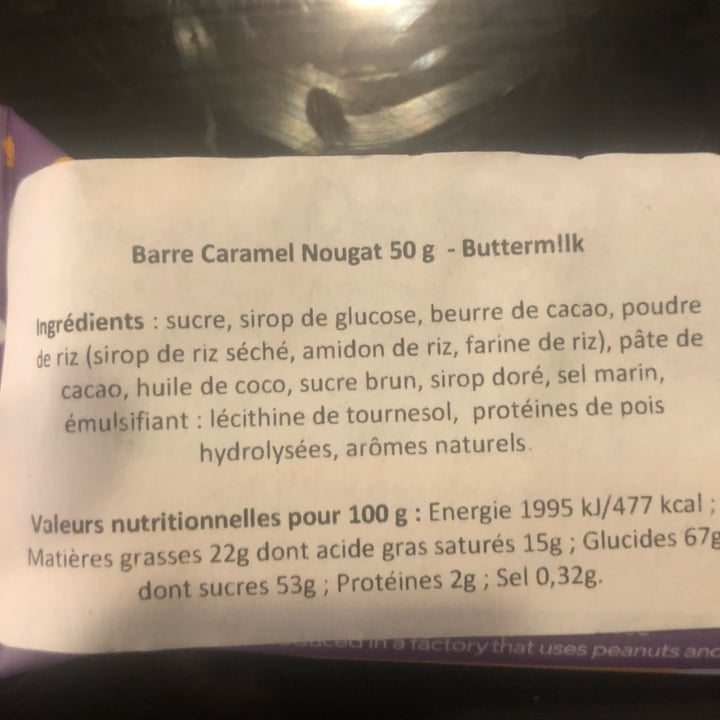 Barre Caramel Nougat 50 g - Butterm!lk
Ingrédients : sucre, sirop de glucose, beurre de cacao, poudre
de riz (sirop de riz séché, amidon de riz, farine de riz), pâte de
cacao, huile de coco, sucre brun, sirop doré, sel marin,
émulsifiant : lécithine de tournesol, protéines de pois
hydrolysées, arômes naturels.
Valeurs nutritionnelles pour 100 g : Energie 1995 kJ/477 kcal ;
Matières grasses 22g dont acide gras saturés 15g ; Glucides 67g
dont sucres 53g ; Protéines 2g ; Sel 0,32g.
in a factory that uses peanuts and